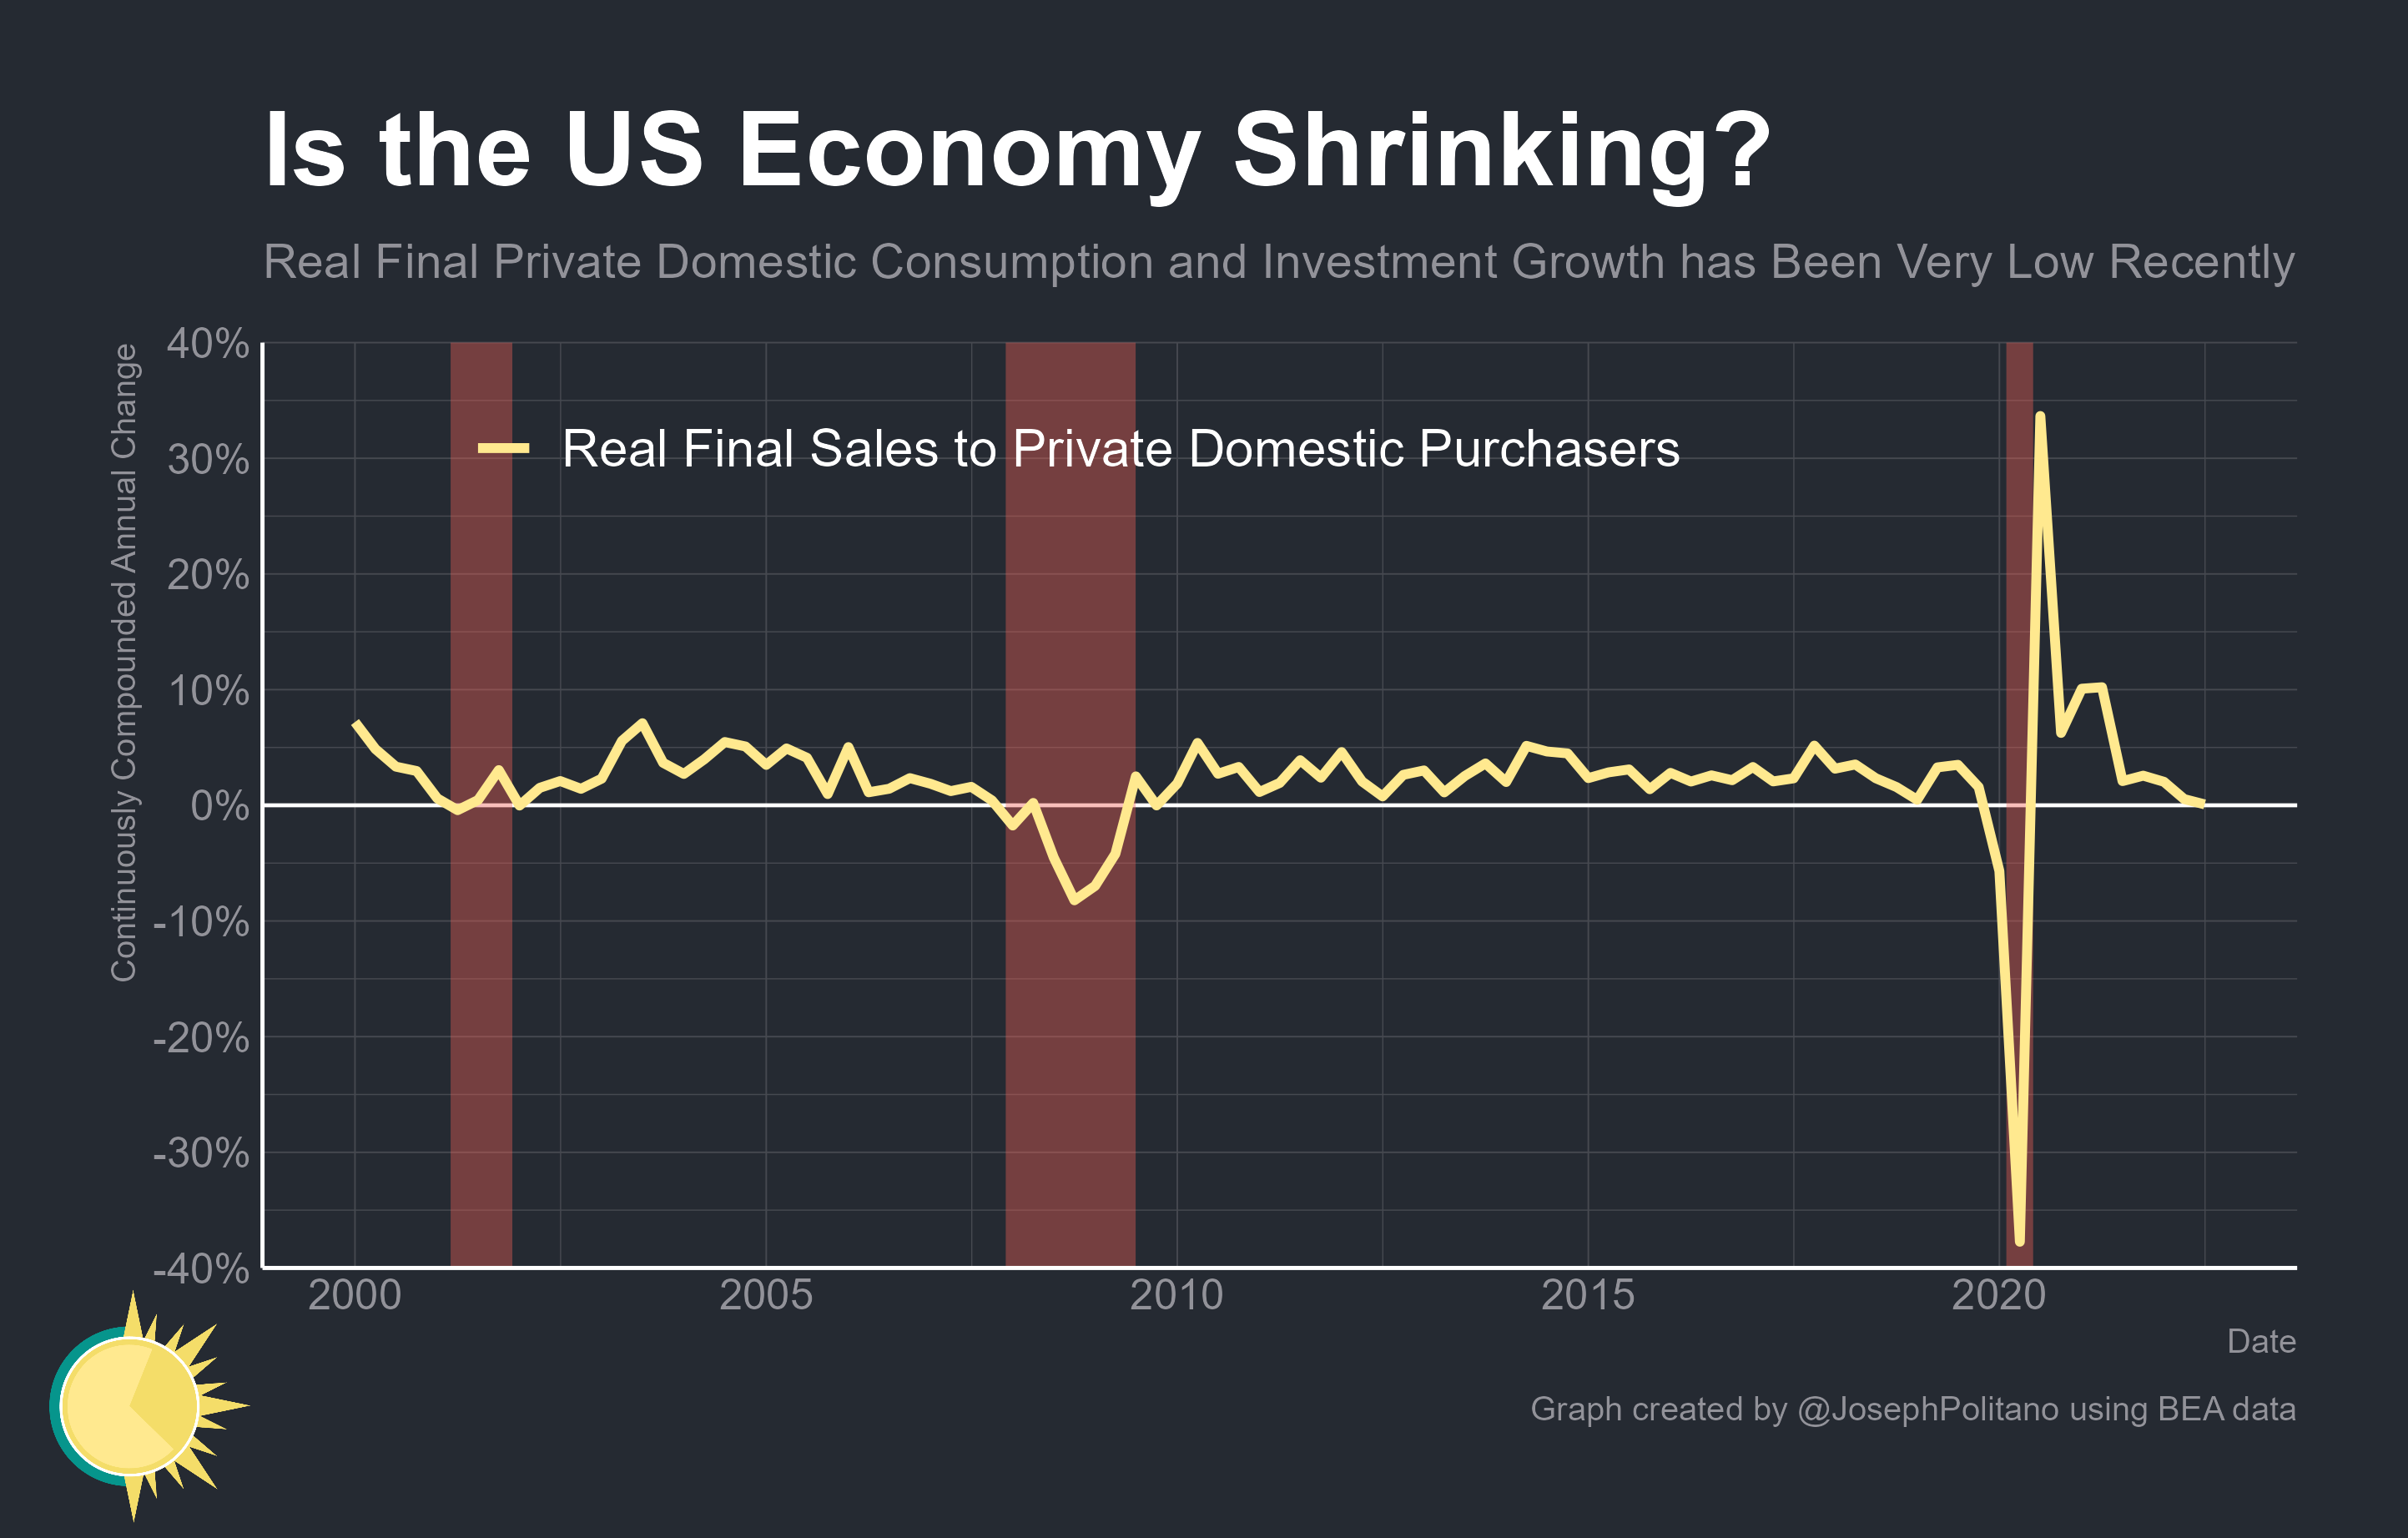 Is the US Economy Shrinking?
Real Final Private Domestic Consumption and Investment Growth has Been Very Low Recently
Continuously Compounded Annual Change
40%
30%
20%
10%
0%
-10%
-20%
-30%
-40%
Real Final Sales to Private Domestic Purchasers
2000 2005 2010 2015 2020
Date
Graph created by @JosephPolitano using BEA data